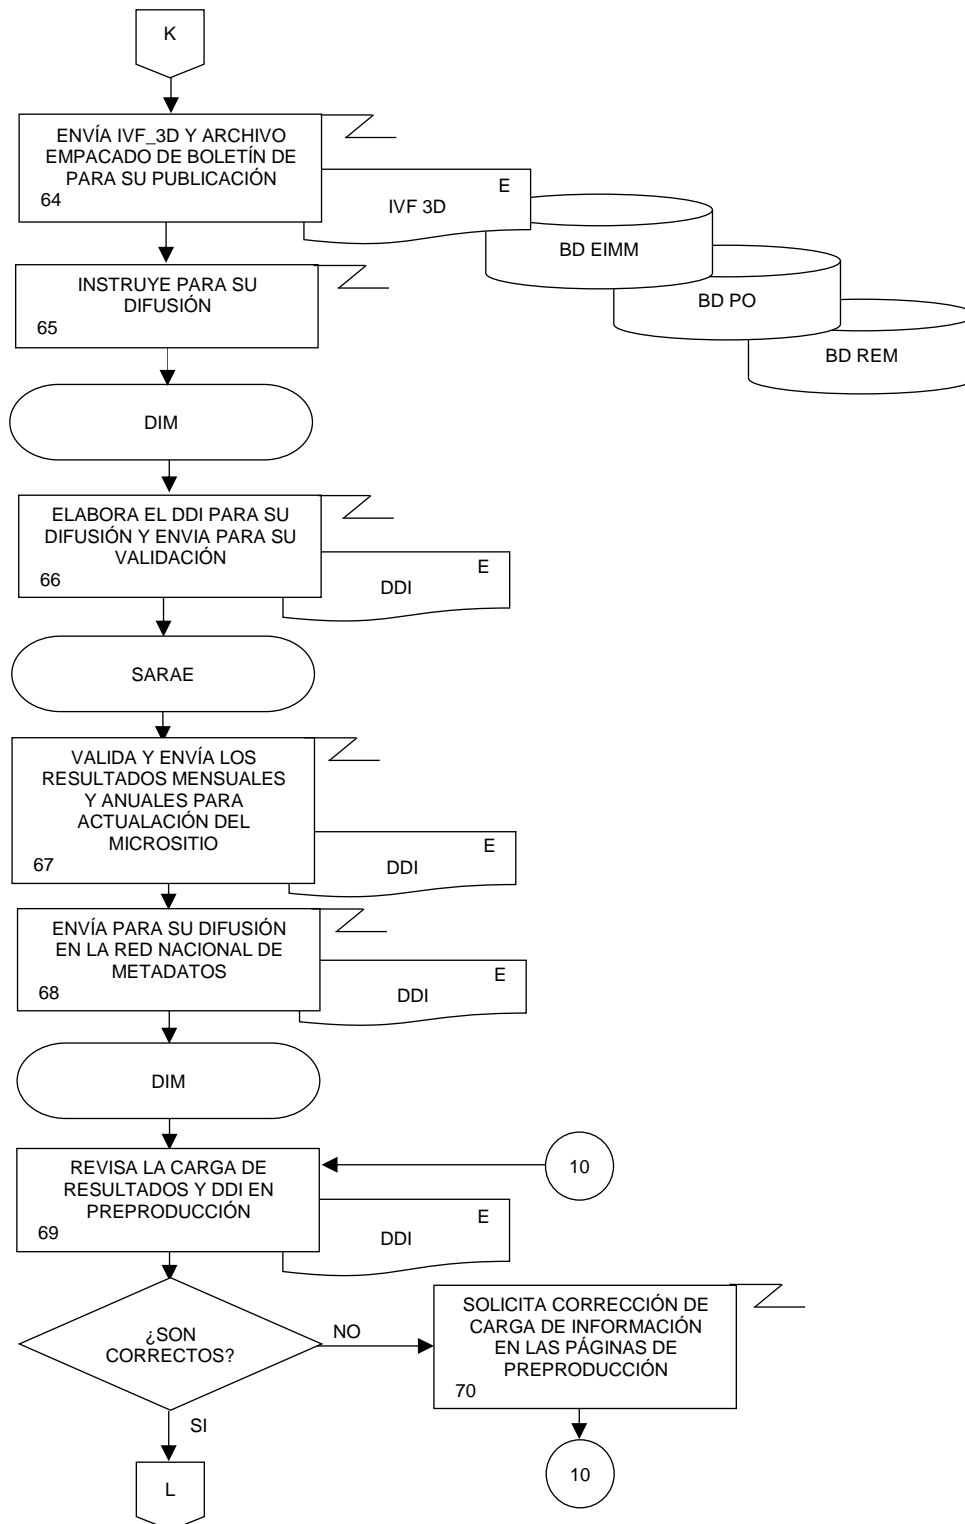 K
ENVÍA IVF_3D Y ARCHIVO
EMPACADO DE BOLETÍN DE
PARA SU PUBLICACIÓN
64
E
IVF 3D
BD EIMM
BD PO
BD REM
INSTRUYE PARA SU
DIFUSIÓN
65
DIM
ELABORA EL DDI PARA SU
DIFUSIÓN Y ENVIA PARA SU
VALIDACIÓN
66
E
DDI
SARAE
VALIDA Y ENVÍA LOS
RESULTADOS MENSUALES
Y ANUALES PARA
ACTUALACIÓN DEL
MICROSITIO
67
E
DDI
ENVÍA PARA SU DIFUSIÓN
EN LA RED NACIONAL DE
METADATOS
68
E
DDI
DIM
REVISA LA CARGA DE
RESULTADOS Y DDI EN
PREPRODUCCIÓN
69
10
E
DDI
¿SON
CORRECTOS?
NO
SOLICITA CORRECCIÓN DE
CARGA DE INFORMACIÓN
EN LAS PÁGINAS DE
PREPRODUCCIÓN
70
SI
10
L